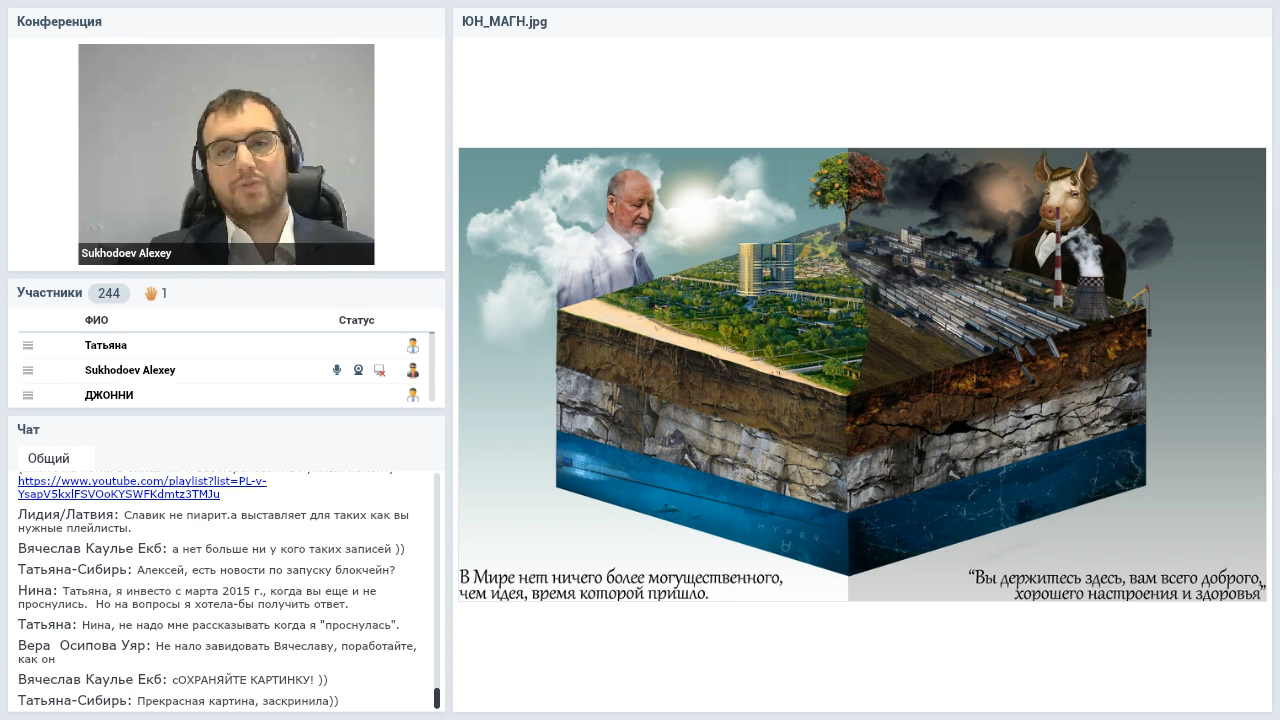 Конференция
Sukhodoev Alexey
Участники 244 1
ФИО Статус
Татьяна
Sukhodoev Alexey
ДЖОННИ
Чат
Общий
https://www.youtube.com/playlist?list=PL-v-
YsapV5kxlFSVOoKYSWFKdmtz3TMJu
Лидия/Латвия: Славик не пиарит.а выставляет для таких как вы
нужные плейлисты.
Вячеслав Каулье Екб: а нет больше ни у кого таких записей ))
Татьяна-Сибирь: Алексей, есть новости по запуску блокчейн?
Нина: Татьяна, я инвесто с марта 2015 г., когда вы еще и не
проснулись. Но на вопросы я хотела-бы получить ответ.
Татьяна: Нина, не надо мне рассказывать когда я "проснулась".
Вера Осипова Уяр: Не нало завидовать Вячеславу, поработайте,
как он
Вячеслав Каулье Екб: сОХРАНЯЙТЕ КАРТИНКУ! ))
Татьяна-Сибирь: Прекрасная картина, заскринила))
ЮН_МАГН.jpg
HYPER
В Мире нет ничего более могущественного,
чем идея, время которой пришло.
“Вы держитесь здесь, вам всего доброго,
хорошего настроения и здоровья”